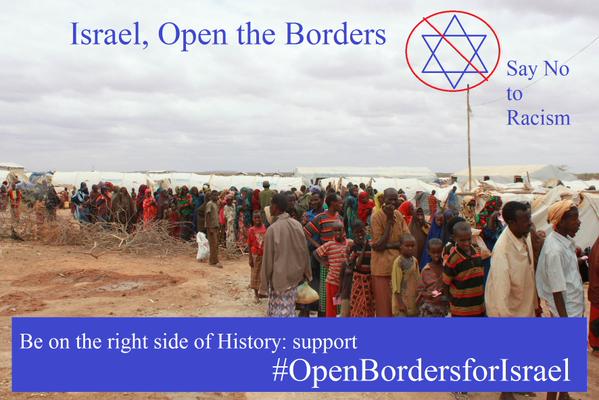 Israel, Open the Borders
Say No
to
Racism
Be on the right side of History: support
#OpenBordersforIsrael